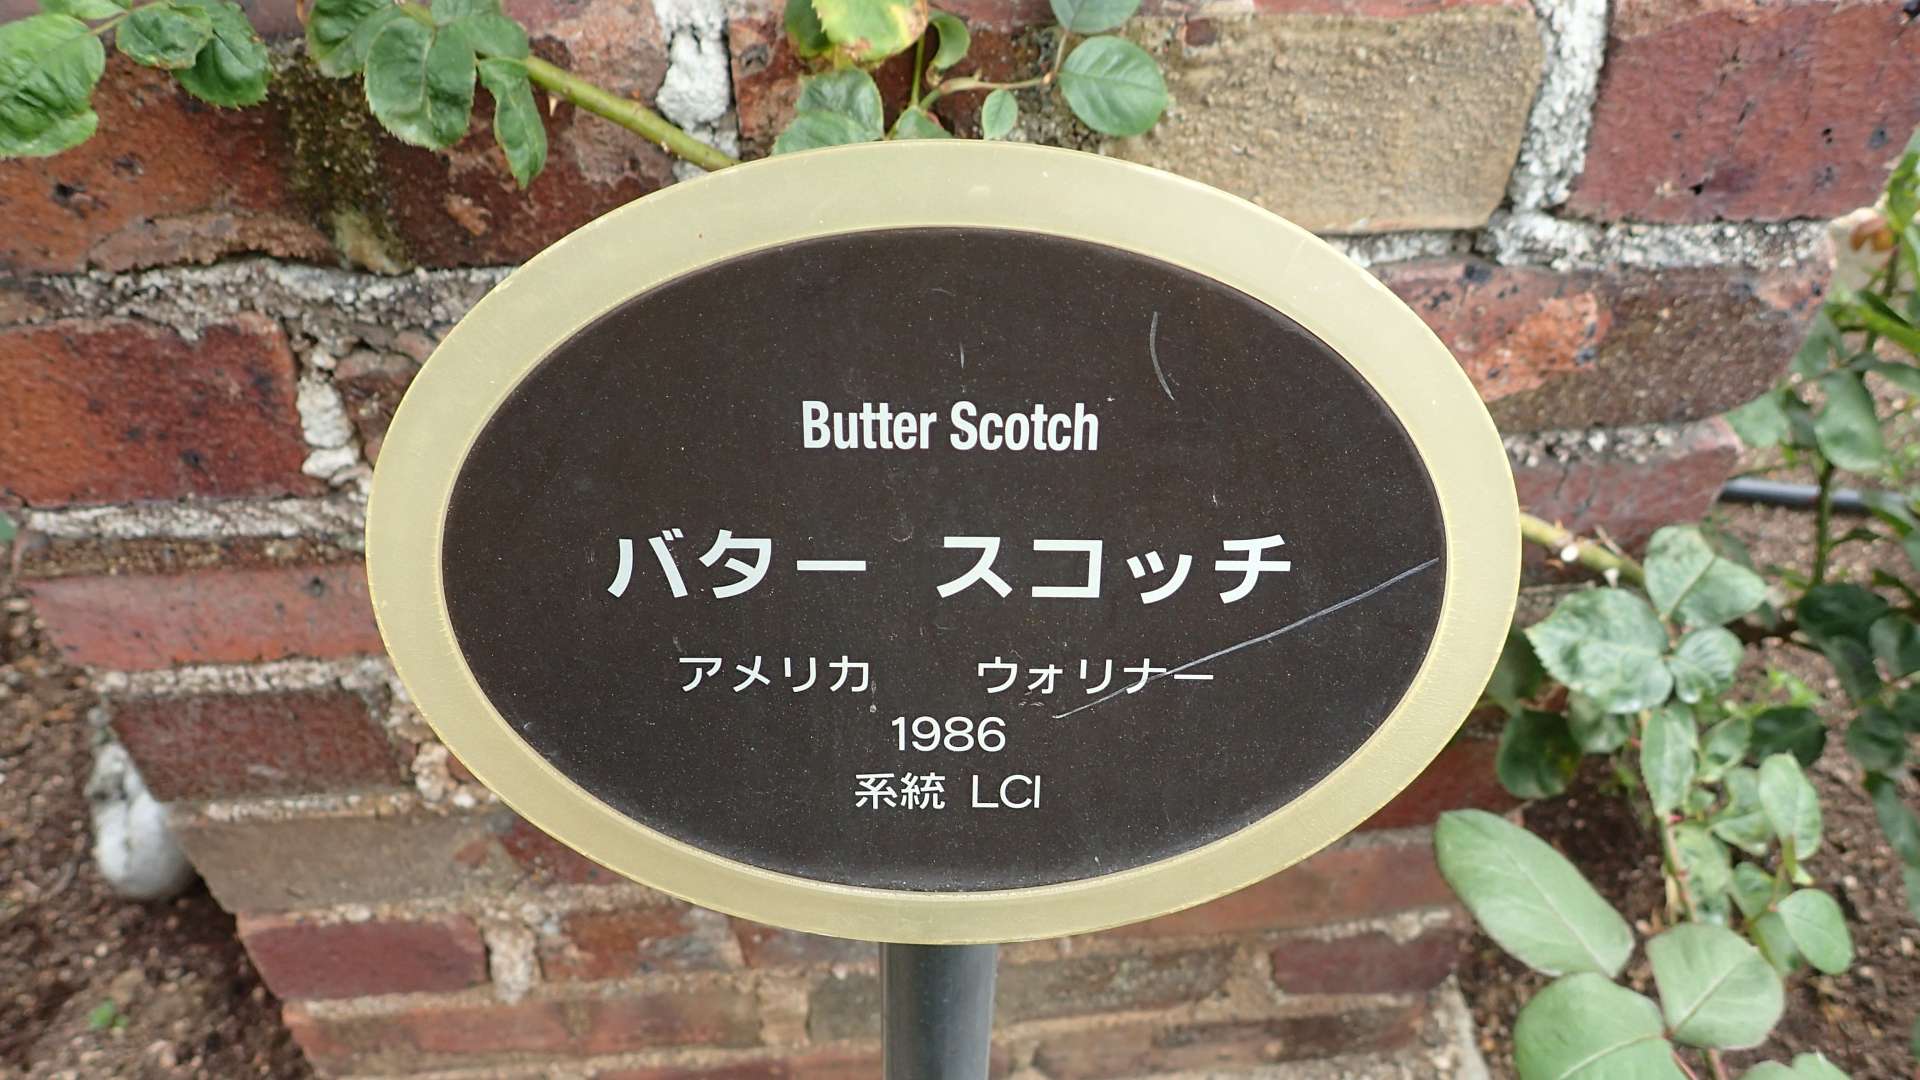 Butter Scotch
バター スコッチ
アメリカ ウォリナー
1986
系統 LCl